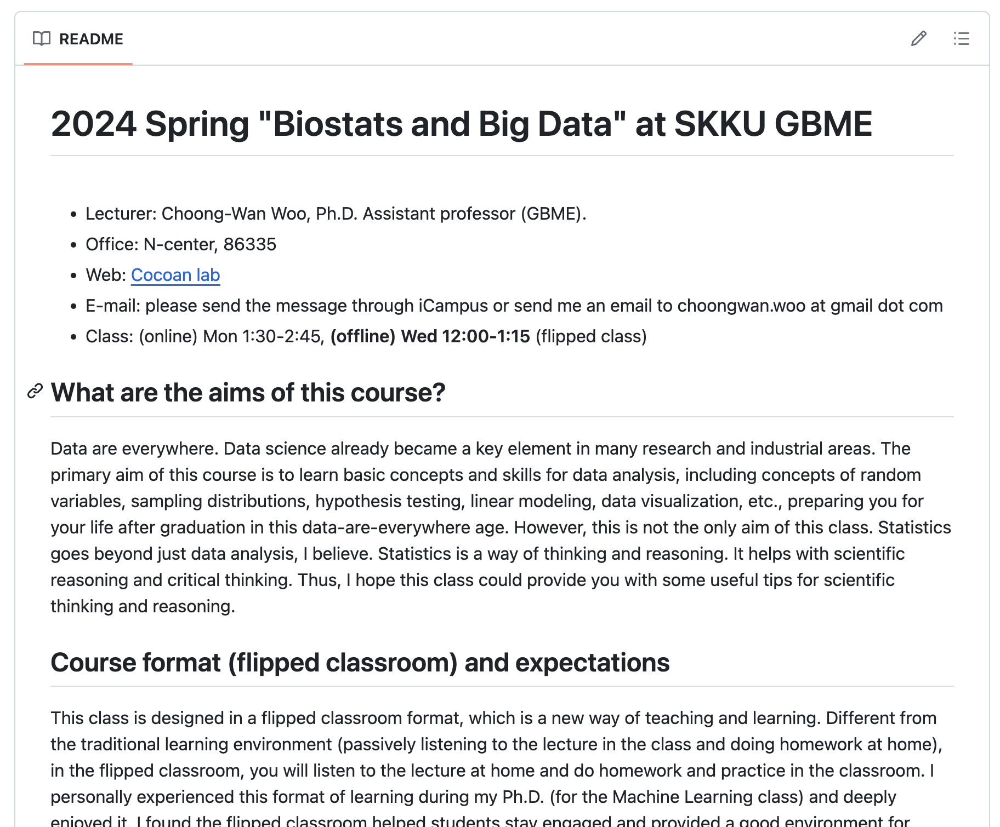 README
2024 Spring "Biostats and Big Data" at SKKU GBME
• Lecturer: Choong-Wan Woo, Ph.D. Assistant professor (GBME).
• Office: N-center, 86335
• Web: Cocoan lab
• E-mail: please send the message through iCampus or send me an email to choongwan.woo at gmail dot com
• Class: (online) Mon 1:30-2:45, (offline) Wed 12:00-1:15 (flipped class)
What are the aims of this course?
Data are everywhere. Data science already became a key element in many research and industrial areas. The
primary aim of this course is to learn basic concepts and skills for data analysis, including concepts of random
variables, sampling distributions, hypothesis testing, linear modeling, data visualization, etc., preparing you for
your life after graduation in this data-are-everywhere age. However, this is not the only aim of this class. Statistics
goes beyond just data analysis, I believe. Statistics is a way of thinking and reasoning. It helps with scientific
reasoning and critical thinking. Thus, I hope this class could provide you with some useful tips for scientific
thinking and reasoning.
Course format (flipped classroom) and expectations
This class is designed in a flipped classroom format, which is a new way of teaching and learning. Different from
the traditional learning environment (passively listening to the lecture in the class and doing homework at home),
in the flipped classroom, you will listen to the lecture at home and do homework and practice in the classroom. I
personally experienced this format of learning during my Ph.D. (for the Machine Learning class) and deeply
enjoyed it. I found the flipped classroom helped students stay engaged and provided a good environment for